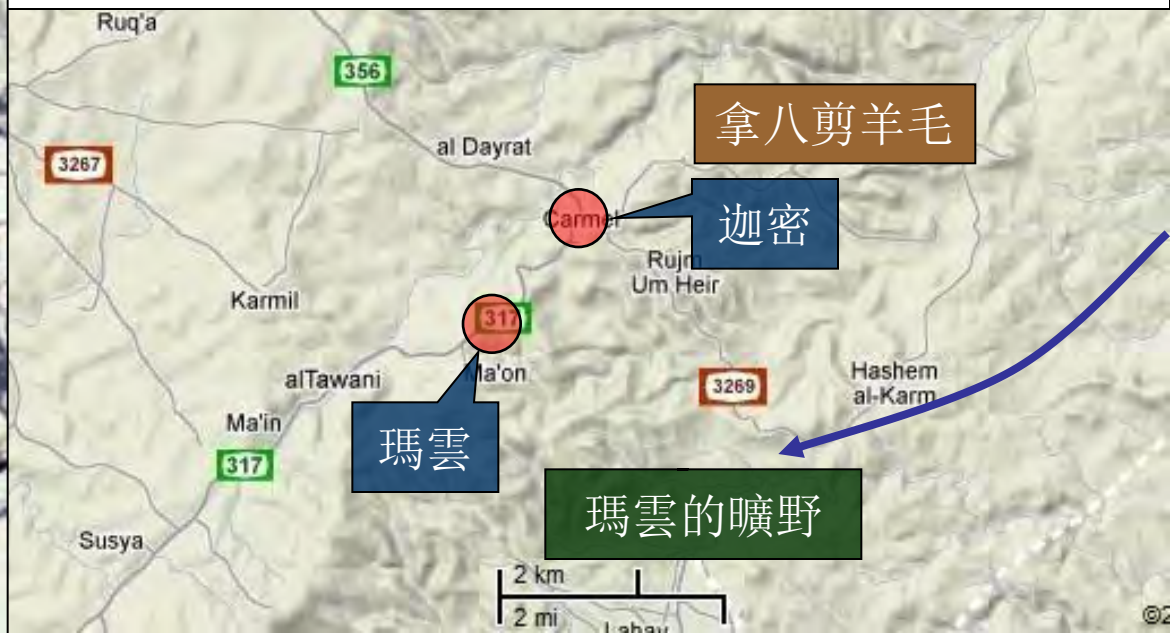 Ruq'a
356
拿八剪羊毛
3267
al Dayrat
迦密
Carmel
Rujm
Um Heir
Karmil
317
Ma'on
alTawani
3269
Hashem
al-Karm
Ma'in
瑪雲
317
瑪雲的曠野
Susya
2 km
2 mi
Lahav
©2